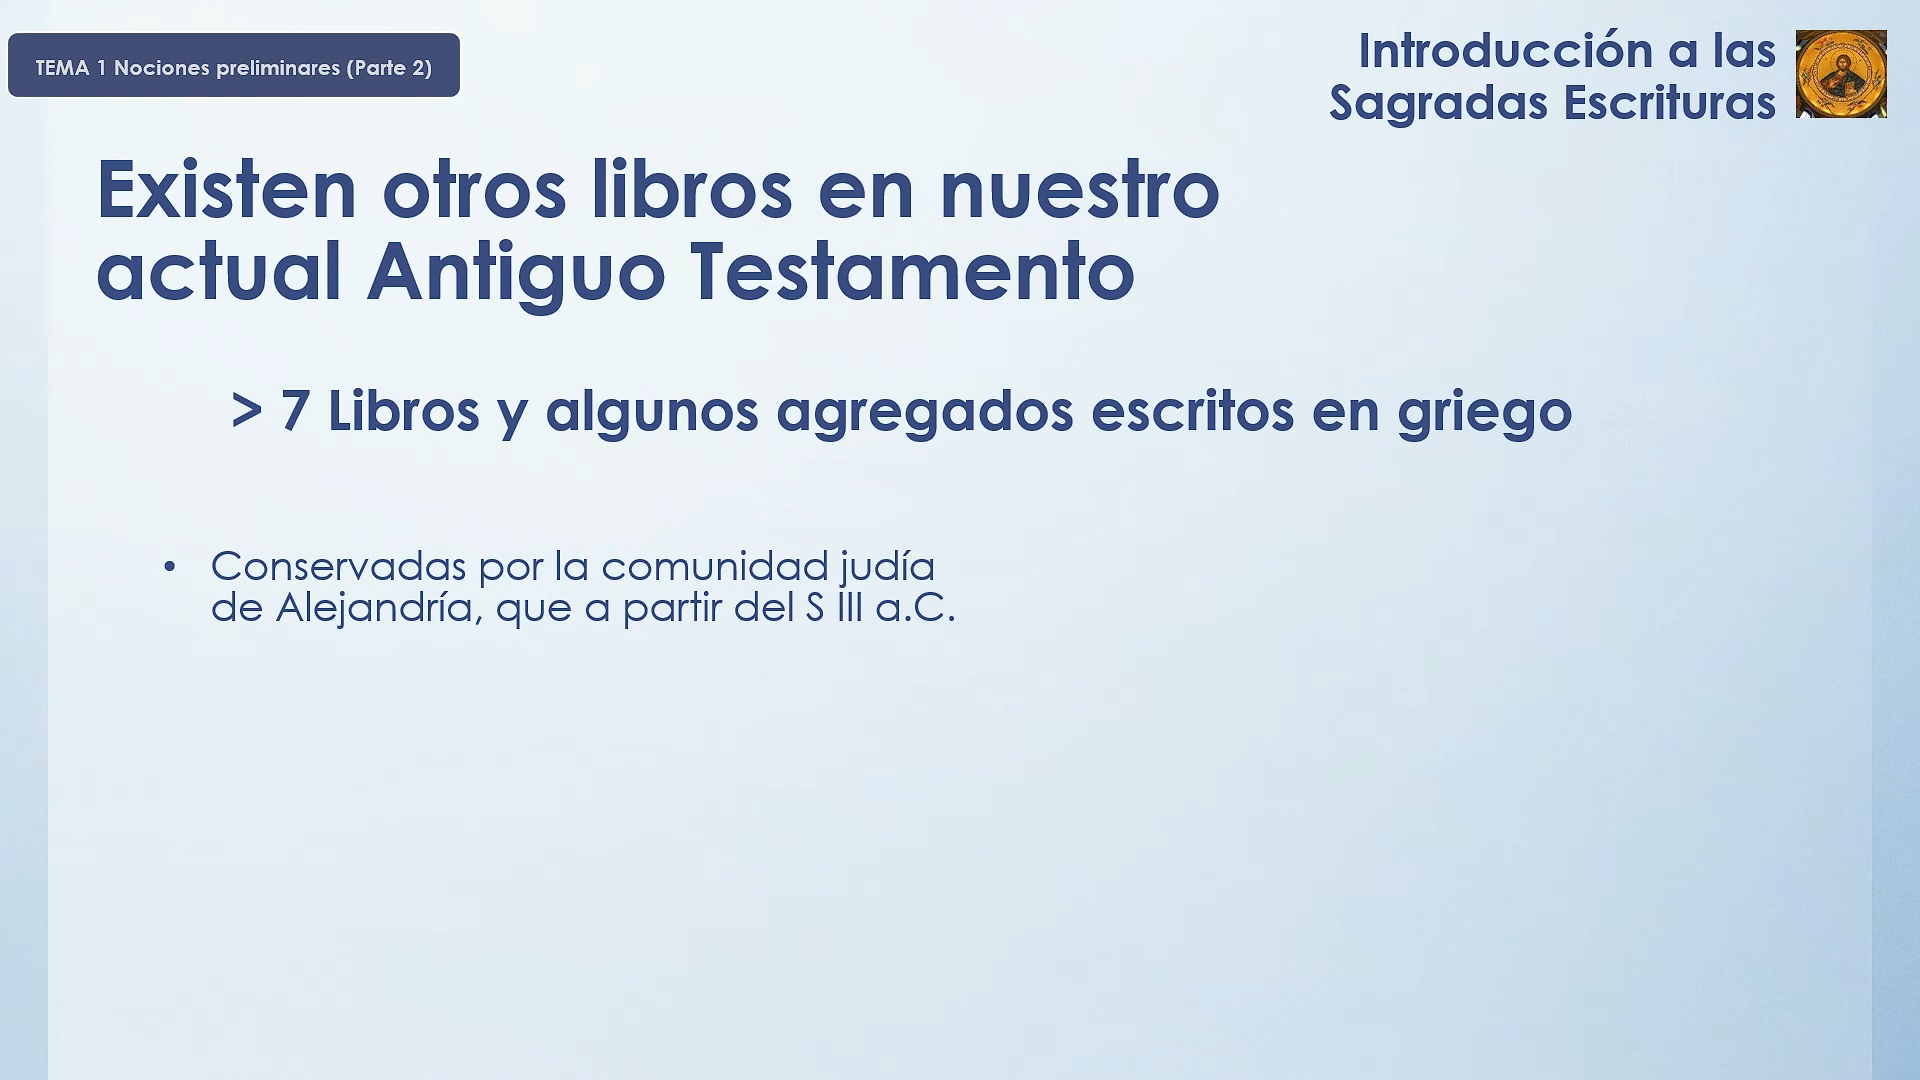 TEMA 1 Nociones preliminares (Parte 2)
Introducción a las
Sagradas Escrituras
Existen otros libros en nuestro
actual Antiguo Testamento
> 7 Libros y algunos agregados escritos en griego
• Conservadas por la comunidad judía
de Alejandría, que a partir del S III a.C.